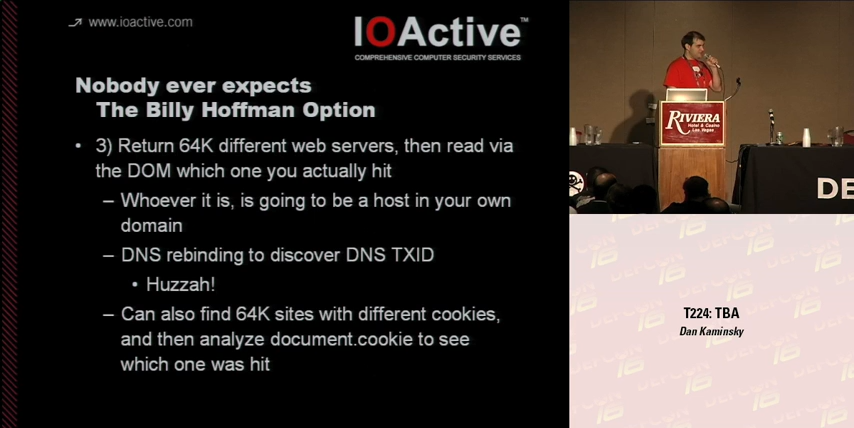 www.ioactive.com
IOActive™
COMPREHENSIVE COMPUTER SECURITY SERVICES
Nobody ever expects
The Billy Hoffman Option
• 3) Return 64K different web servers, then read via
the DOM which one you actually hit
– Whoever it is, is going to be a host in your own
domain
– DNS rebinding to discover DNS TXID
• Huzzah!
– Can also find 64K sites with different cookies,
and then analyze document.cookie to see
which one was hit
RIVIERA
Hotel & Casino
Las Vegas
DE
T224: TBA
Dan Kaminsky